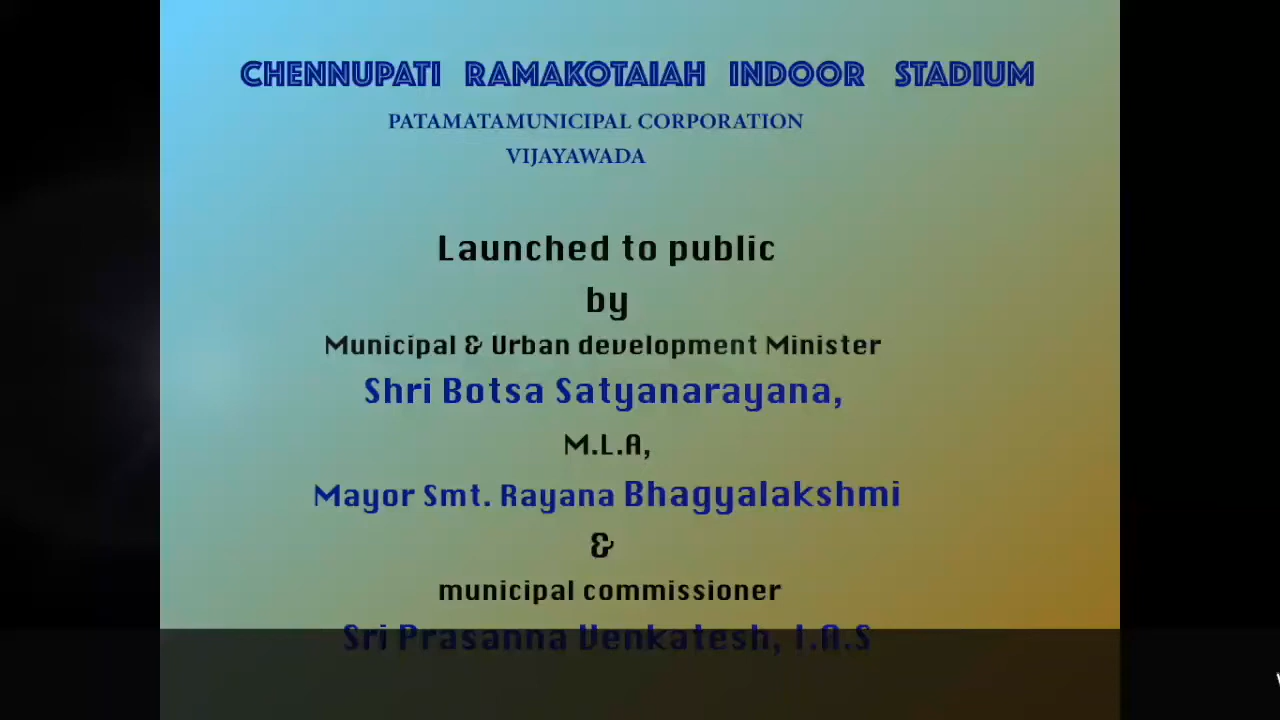 CHENNUPATI RAMAKOTAIAH INDOOR STADIUM
PATAMATAMUNICIPAL CORPORATION
VIJAYAWADA
Launched to public
by
Municipal & Urban development Minister
Shri Botsa Satyanarayana,
M.L.A,
Mayor Smt. Rayana Bhagyalakshmi
&
municipal commissioner
Sri Prasanna Venkatesh, I.A.S